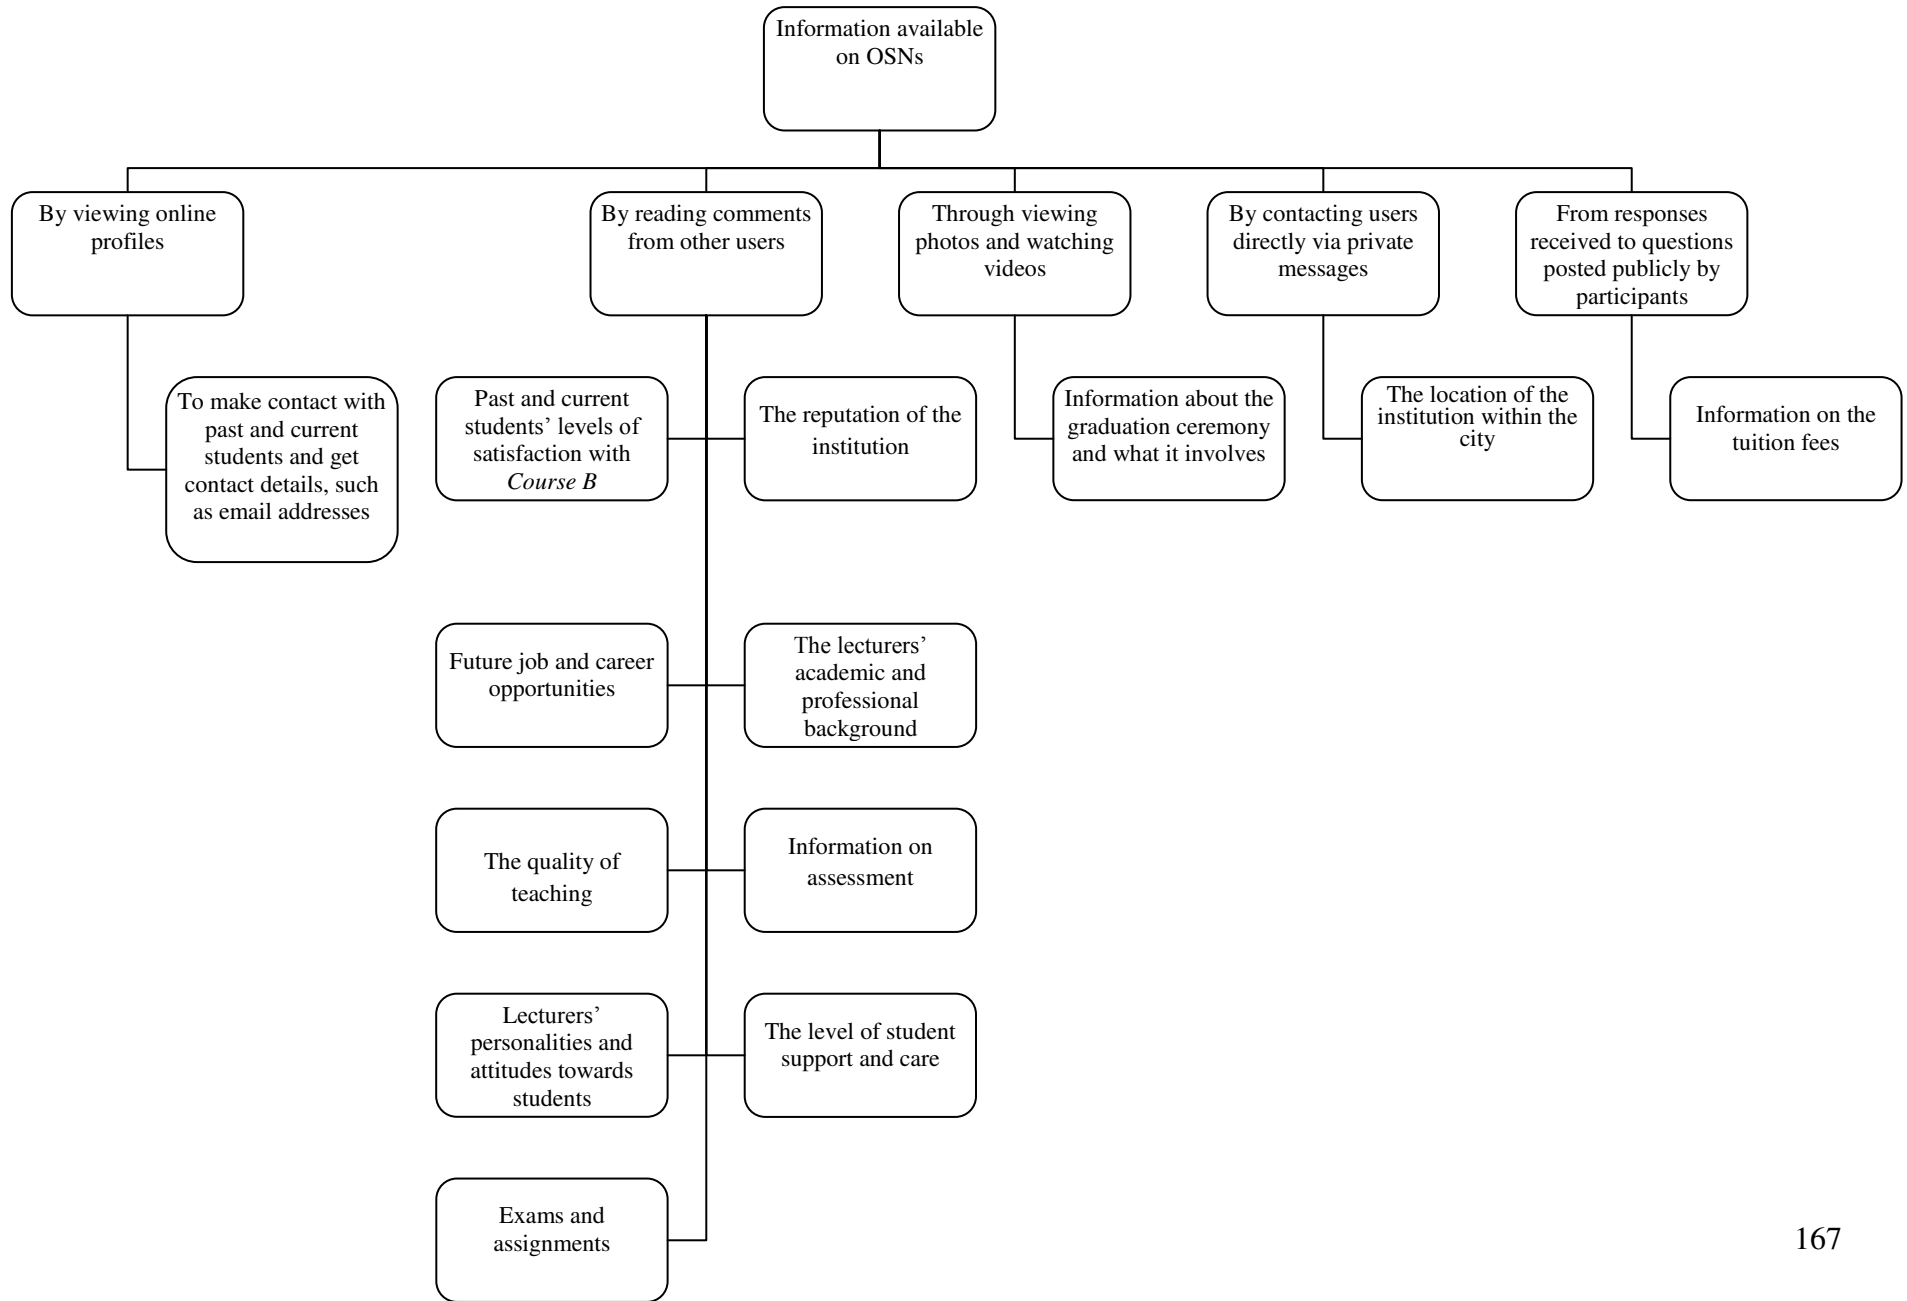 Information available
on OSNs
By viewing online
profiles
By reading comments
from other users
Through viewing
photos and watching
videos
By contacting users
directly via private
messages
From responses
received to questions
posted publicly by
participants
To make contact with
past and current
students and get
contact details, such
as email addresses
Past and current
students’ levels of
satisfaction with
Course B
The reputation of the
institution
Information about the
graduation ceremony
and what it involves
The location of the
institution within the
city
Information on the
tuition fees
Future job and career
opportunities
The lecturers’
academic and
professional
background
The quality of
teaching
Information on
assessment
Lecturers’
personalities and
attitudes towards
students
The level of student
support and care
Exams and
assignments
167